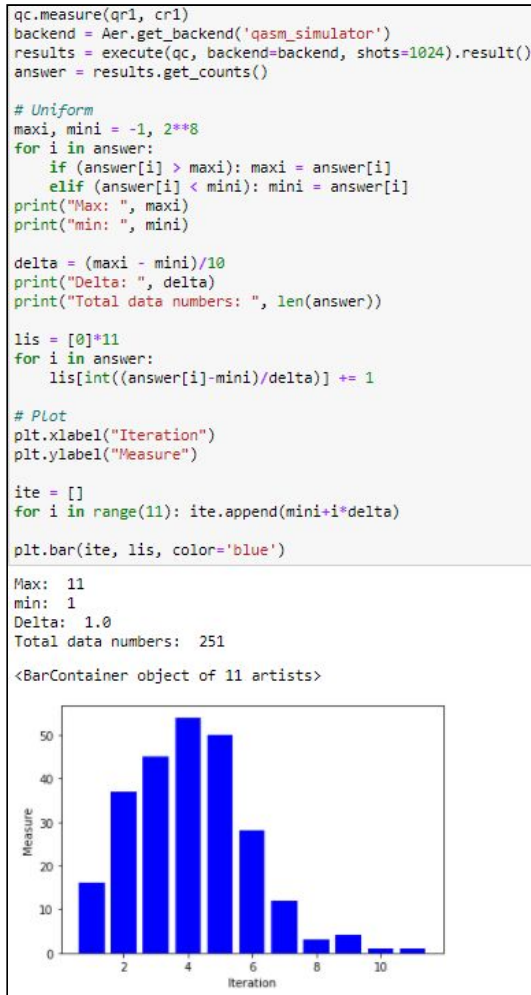 qc.measure(qr1, cr1)
backend = Aer.get_backend('qasm_simulator')
results = execute(qc, backend=backend, shots=1024).result()
answer = results.get_counts()
# Uniform
maxi, mini = -1, 2**8
for i in answer:
    if (answer[i] > maxi): maxi = answer[i]
    elif (answer[i] < mini): mini = answer[i]
print("Max: ", maxi)
print("min: ", mini)
delta = (maxi - mini)/10
print("Delta: ", delta)
print("Total data numbers: ", len(answer))
lis = [0]*11
for i in answer:
    lis[int((answer[i]-mini)/delta)] += 1
# Plot
plt.xlabel("Iteration")
plt.ylabel("Measure")
ite = []
for i in range(11): ite.append(mini+i*delta)
plt.bar(ite, lis, color='blue')
Max:  11
min:  1
Delta:  1.0
Total data numbers:  251
<BarContainer object of 11 artists>
50
40
30
20
10
0
Measure
2 4 6 8 10
Iteration